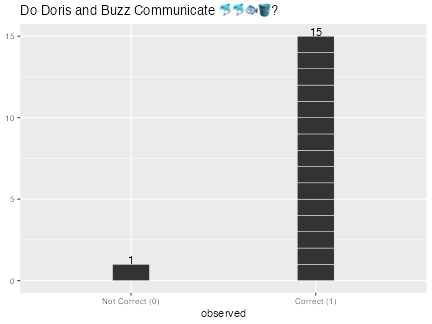 Do Doris and Buzz Communicate 🐬🐬🐟🪣?
15
10
5
0
1
15
Not Correct (0)
Correct (1)
observed